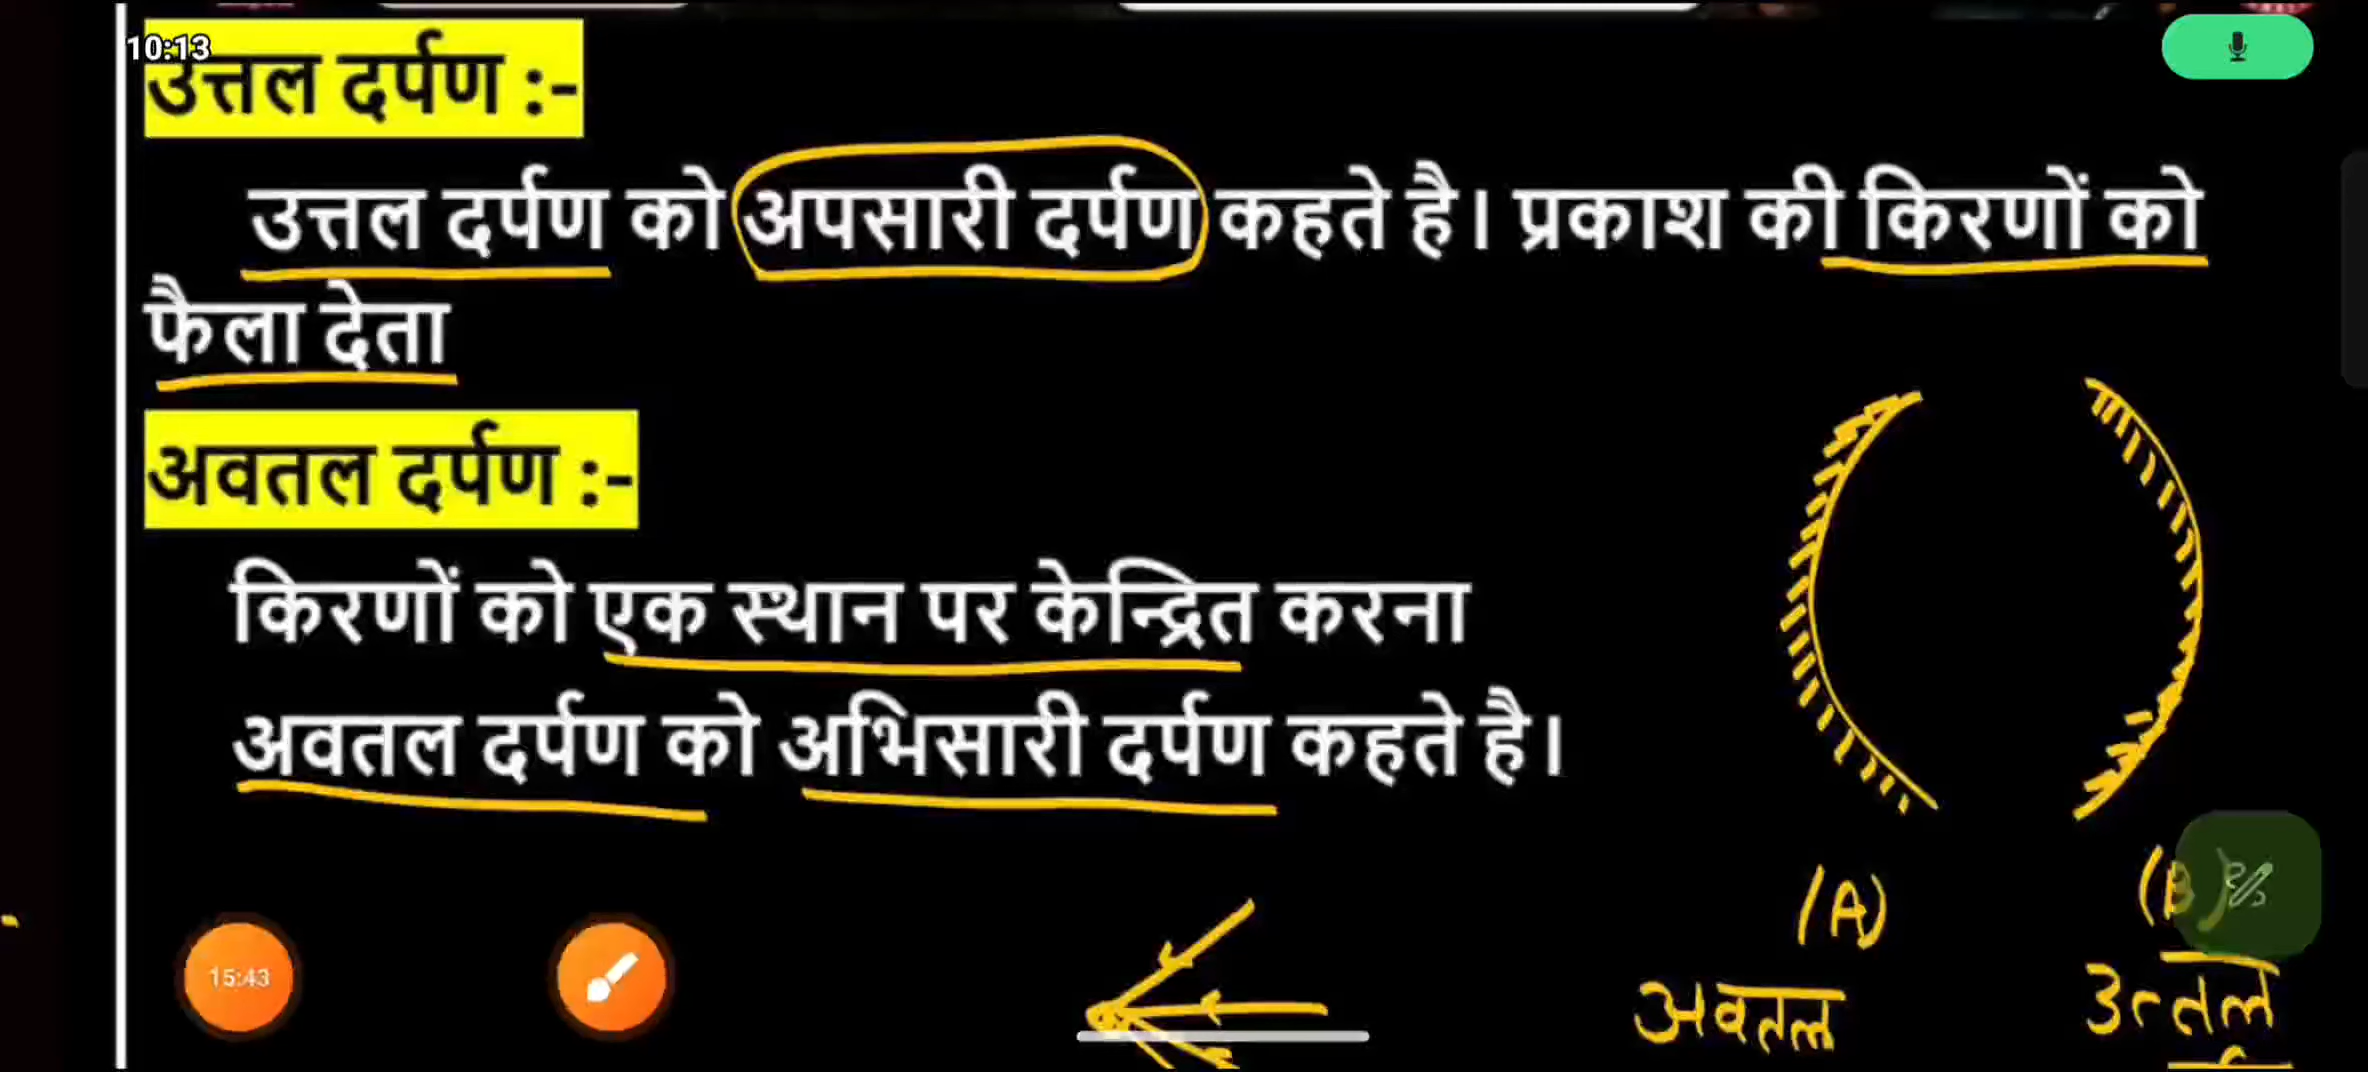 10:13
उत्तल दर्पण :-
उत्तल दर्पण को अपसारी दर्पण कहते है। प्रकाश की किरणों को
फैला देता
अवतल दर्पण :-
किरणों को एक स्थान पर केन्द्रित करना
अवतल दर्पण को अभिसारी दर्पण कहते है।
(A) (B)
अवतल उत्तल
15:43